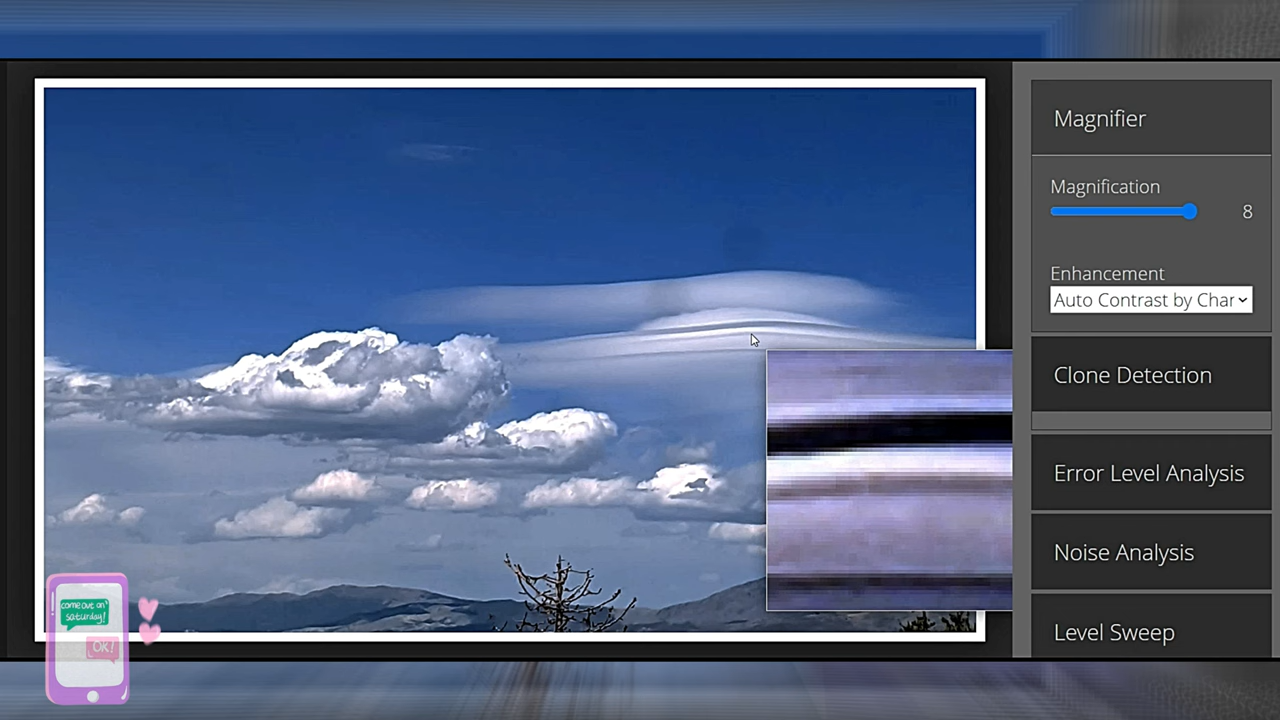 Magnifier
Magnification
8
Enhancement
Auto Contrast by Char
Clone Detection
Error Level Analysis
Noise Analysis
Level Sweep
come out on
saturday!
OK!